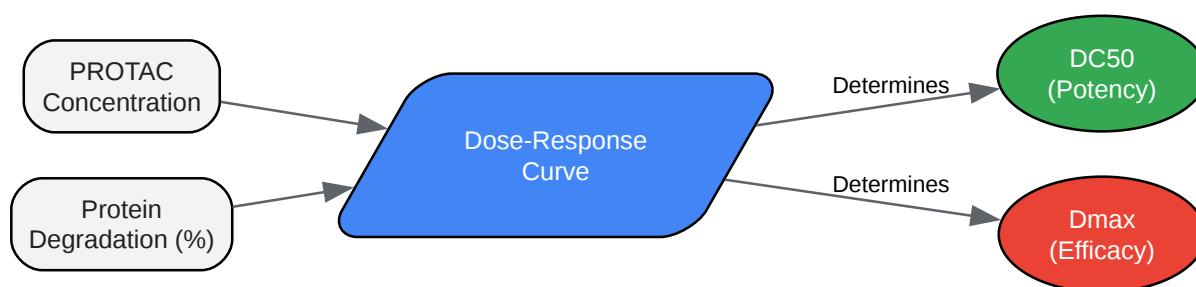 PROTAC
Concentration
Protein
Degradation (%)
Dose-Response
Curve
Determines
Determines
DC50
(Potency)
Dmax
(Efficacy)